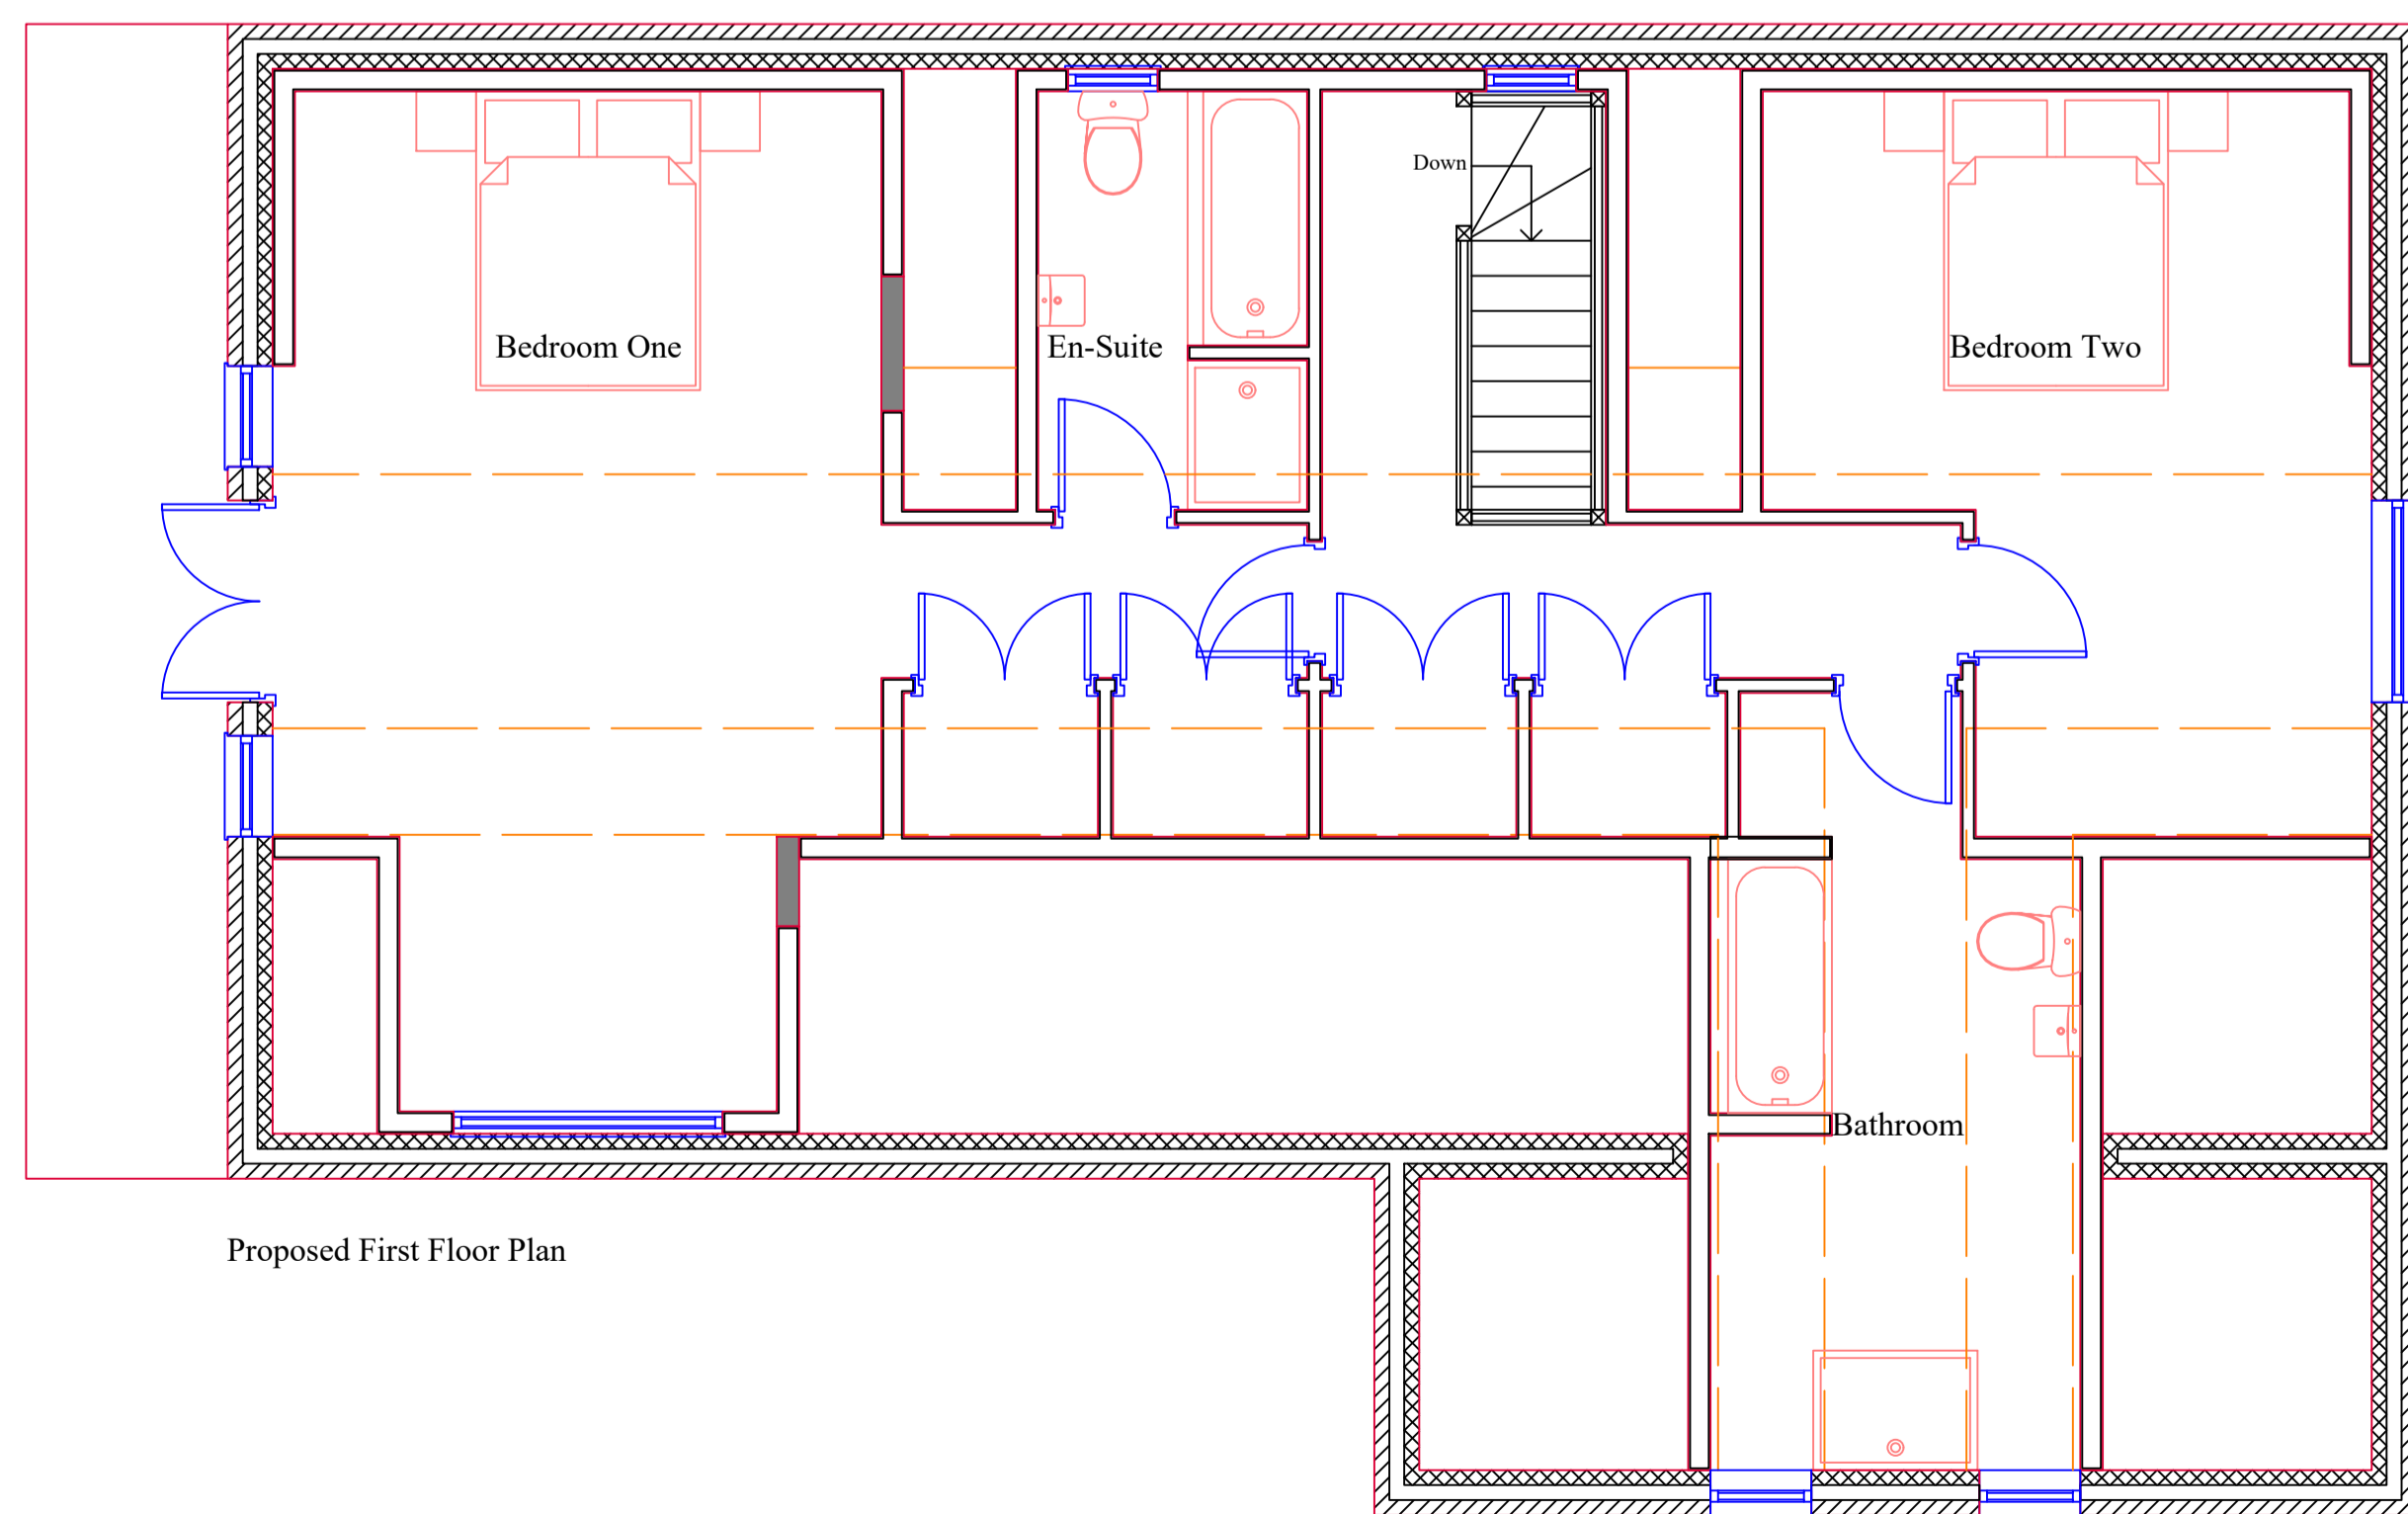 Down
Bedroom One
En-Suite
Bedroom Two
Bathroom
Proposed First Floor Plan